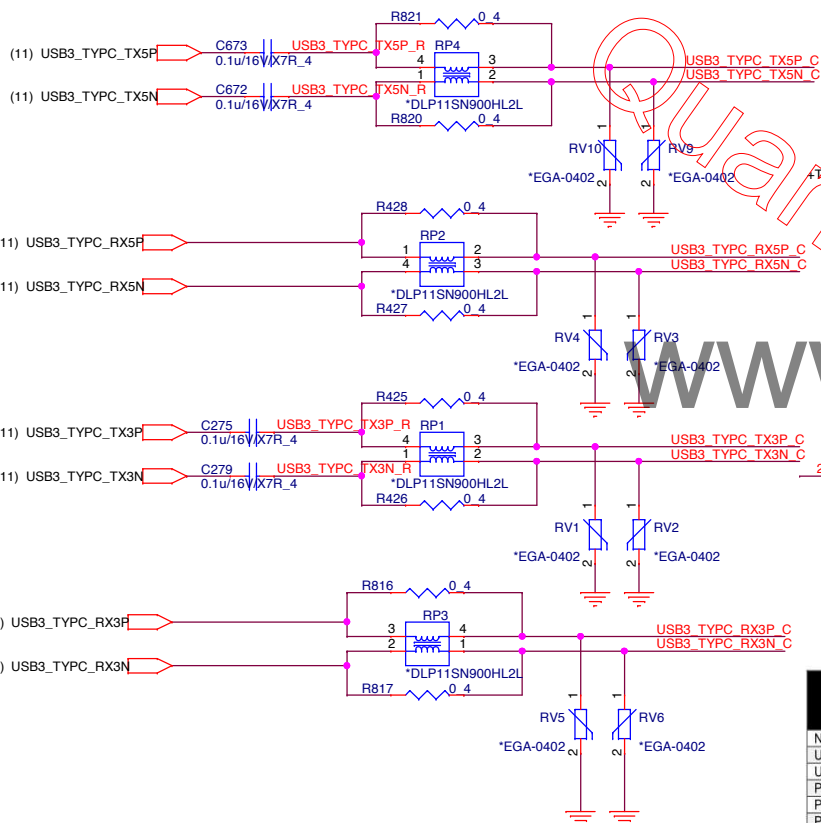 R821 0_4
C673 USB3_TYPC_TX5P_R RP4
(11) USB3_TYPC_TX5P
0.1u/16V/X7R_4
4 3
USB3_TYPC_TX5P_C
1 2
USB3_TYPC_TX5N_C
(11) USB3_TYPC_TX5N
C672 USB3_TYPC_TX5N_R
0.1u/16V/X7R_4
*DLP11SN900HL2L
R820 0_4
1 1
RV10 RV9
*EGA-0402 2 2 *EGA-0402
+T
Quan
R428 0_4
11) USB3_TYPC_RX5P
RP2
1 2
USB3_TYPC_RX5P_C
4 3
USB3_TYPC_RX5N_C
11) USB3_TYPC_RX5N
*DLP11SN900HL2L
R427 0_4
1 1
RV4 RV3
*EGA-0402 2 2 *EGA-0402
www
R425 0_4
C275 USB3_TYPC_TX3P_R RP1
11) USB3_TYPC_TX3P
0.1u/16V/X7R_4
4 3
USB3_TYPC_TX3P_C
1 2
USB3_TYPC_TX3N_C
11) USB3_TYPC_TX3N
C279 USB3_TYPC_TX3N_R
0.1u/16V/X7R_4
*DLP11SN900HL2L
2
R426 0_4
1 1
RV1 RV2
*EGA-0402 2 2 *EGA-0402
R816 0_4
) USB3_TYPC_RX3P
RP3
3 4
USB3_TYPC_RX3P_C
2 1
USB3_TYPC_RX3N_C
) USB3_TYPC_RX3N
*DLP11SN900HL2L
R817 0_4
1 1
RV5 RV6
*EGA-0402 2 2 *EGA-0402
N
U
U
P
P
P